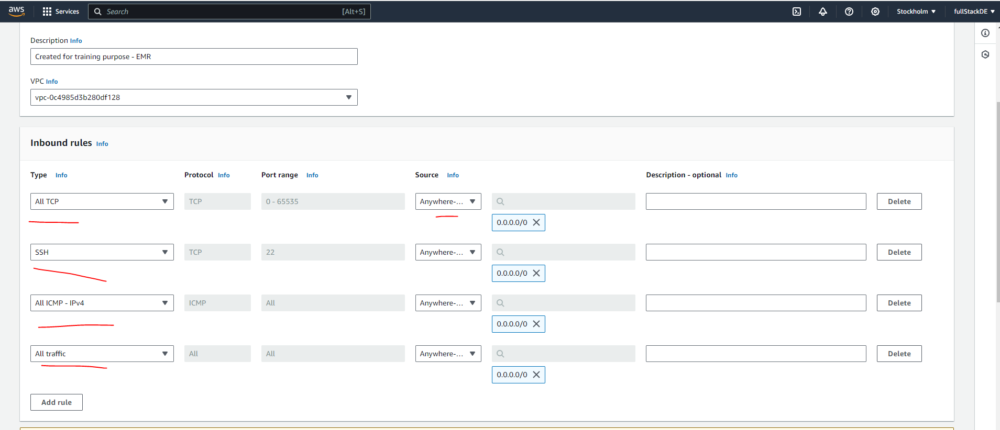 aws Services Search [Alt+S] Stockholm fullStackDE
Description Info
Created for training purpose - EMR
VPC Info
vpc-0c4985d3b280df128
Inbound rules Info
Type Info Protocol Info Port range Info Source Info Description - optional Info
All TCP TCP 0 - 65535 Anywhere-... Delete
0.0.0.0/0
SSH TCP 22 Anywhere-... Delete
0.0.0.0/0
All ICMP - IPv4 ICMP All Anywhere-... Delete
0.0.0.0/0
All traffic All All Anywhere-... Delete
0.0.0.0/0
Add rule